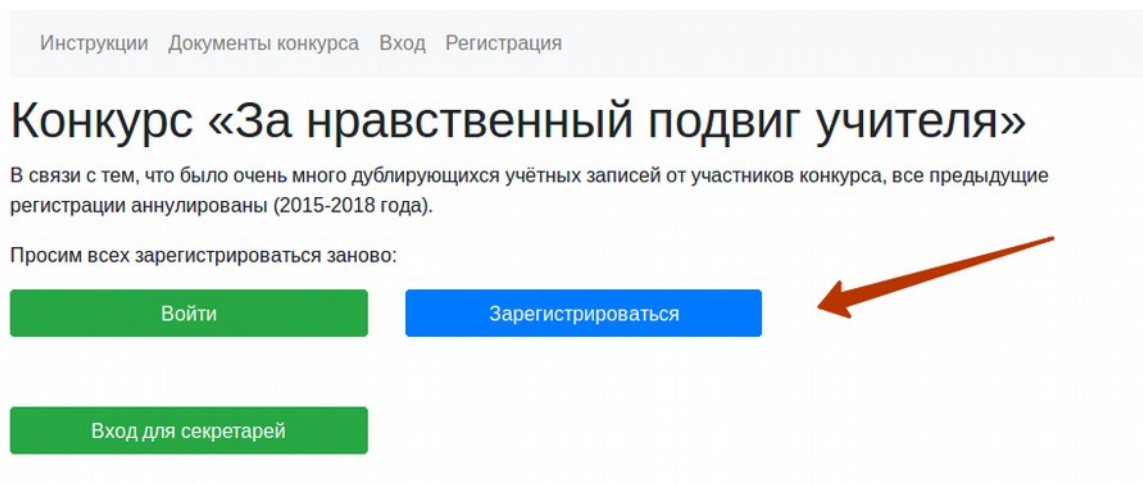 Инструкции Документы конкурса Вход Регистрация
Конкурс «За нравственный подвиг учителя»
В связи с тем, что было очень много дублирующихся учётных записей от участников конкурса, все предыдущие
регистрации аннулированы (2015-2018 года).
Просим всех зарегистрироваться заново:
Войти Зарегистрироваться
Вход для секретарей